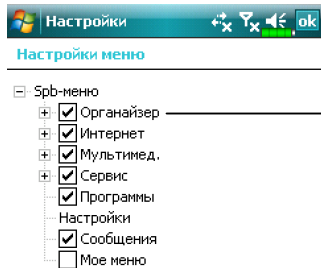 Настройки ok
Настройки меню
Spb-меню
Органайзер
Интернет
Мультимед.
Сервис
Программы
Настройки
Сообщения
Мое меню